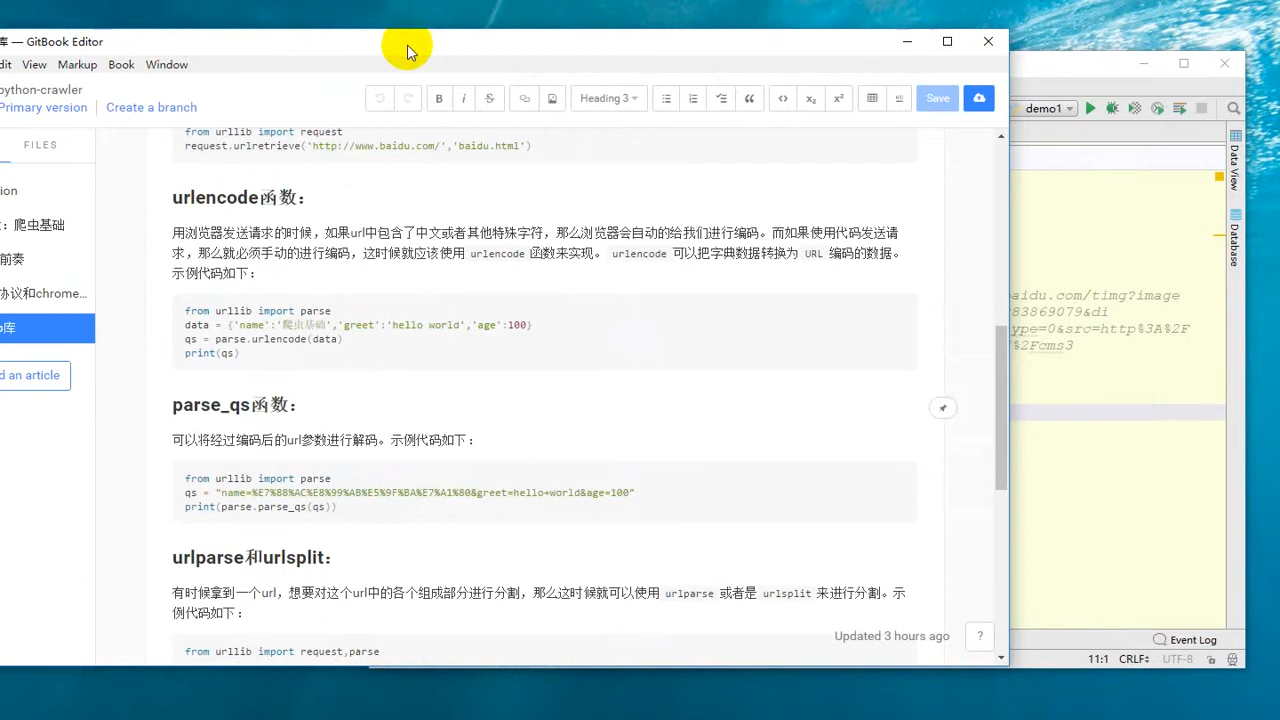 库 — GitBook Editor
dit View Markup Book Window
python-crawler
Primary version Create a branch
Heading 3 Save
demo1
FILES
from urllib import request
request.urlretrieve('http://www.baidu.com/','baidu.html')
Data View
Database
urlencode函数：
用浏览器发送请求的时候，如果url中包含了中文或者其他特殊字符，那么浏览器会自动的给我们进行编码。而如果使用代码发送请
求，那么就必须手动的进行编码，这时候就应该使用 urlencode 函数来实现。 urlencode 可以把字典数据转换为 URL 编码的数据。
示例代码如下：
from urllib import parse
data = {'name':'爬虫基础','greet':'hello world','age':100}
qs = parse.urlencode(data)
print(qs)
parse_qs函数：
可以将经过编码后的url参数进行解码。示例代码如下：
from urllib import parse
qs = "name=%E7%88%AC%E8%99%AB%E5%9F%BA%E7%A1%80&greet=hello+world&age=100"
print(parse.parse_qs(qs))
urlparse和urlsplit：
有时候拿到一个url，想要对这个url中的各个组成部分进行分割，那么这时候就可以使用 urlparse 或者是 urlsplit 来进行分割。示
例代码如下：
from urllib import request,parse
ion
：爬虫基础
前奏
协议和chrome...
库
d an article
aidu.com/timg?image
83869079&di
ype=0&src=http%3A%2F
%2Fcms3
Updated 3 hours ago
?
Event Log
11:1 CRLF UTF-8